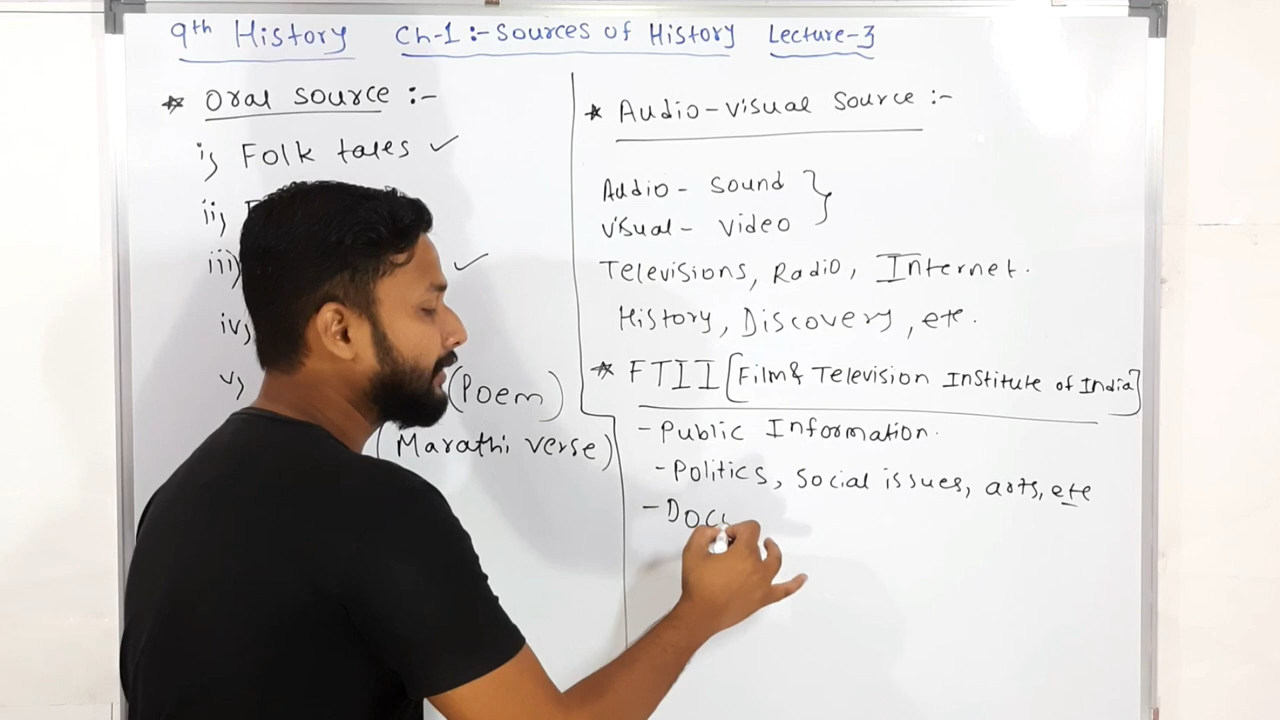 9th History Ch-1 :- Sources of History Lecture-3
* Oral source :-
i) Folk tales ✓
ii)
iii) ✓
iv)
v) (Poem)
(Marathi verse)
* Audio-visual source :-
Audio - sound }
visual - video
Televisions, Radio, Internet.
History, Discovery, etc.
* FTII [Film & Television Institute of India]
- Public Information.
- Politics, social issues, arts, etc
- Docu